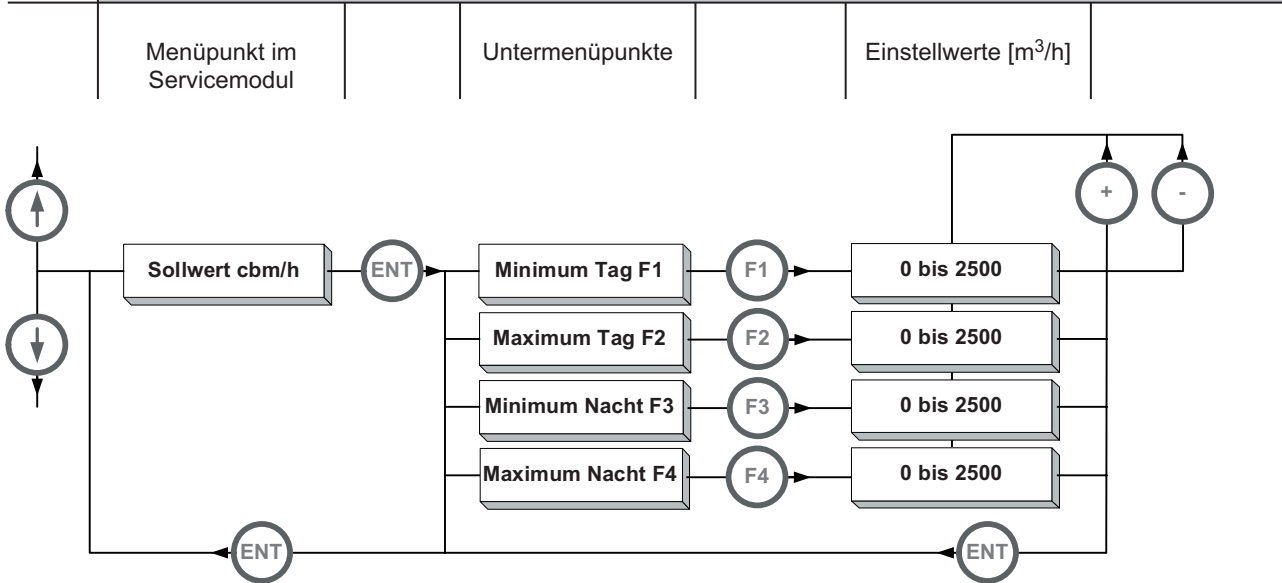 Menüpunkt im
Servicemodul
Untermenüpunkte
Einstellwerte [m³/h]
+
-
Sollwert cbm/h
ENT
Minimum Tag F1
F1
0 bis 2500
Maximum Tag F2
F2
0 bis 2500
Minimum Nacht F3
F3
0 bis 2500
Maximum Nacht F4
F4
0 bis 2500
ENT
ENT